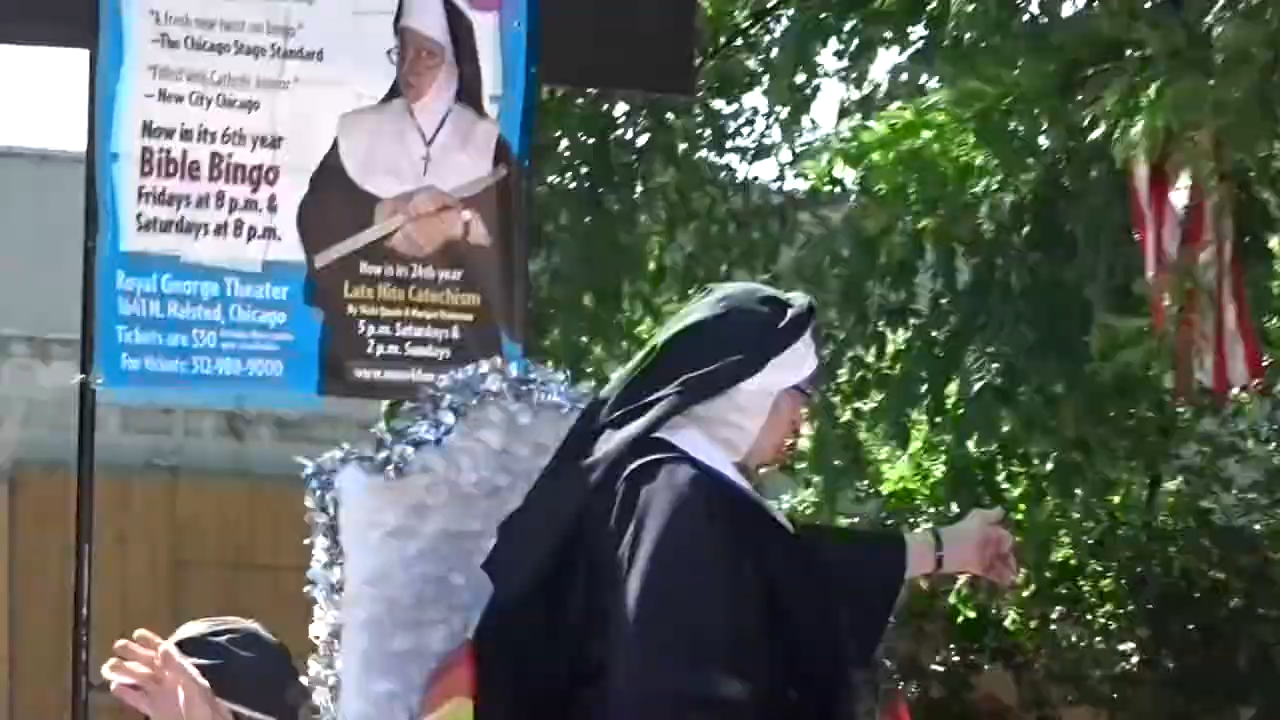 "A fresh new twist on bingo"
–The Chicago Stage Standard
"Filled with Catholic humor"
– New City Chicago
Now in its 6th year
Bible Bingo
Fridays at 8 p.m. &
Saturdays at 8 p.m.
Royal George Theater
1641 N. Halsted, Chicago
Tickets are $30
For tickets: 312-988-9000
Now in its 24th year
Late Nite Catechism
5 p.m. Saturdays &
2 p.m. Sundays